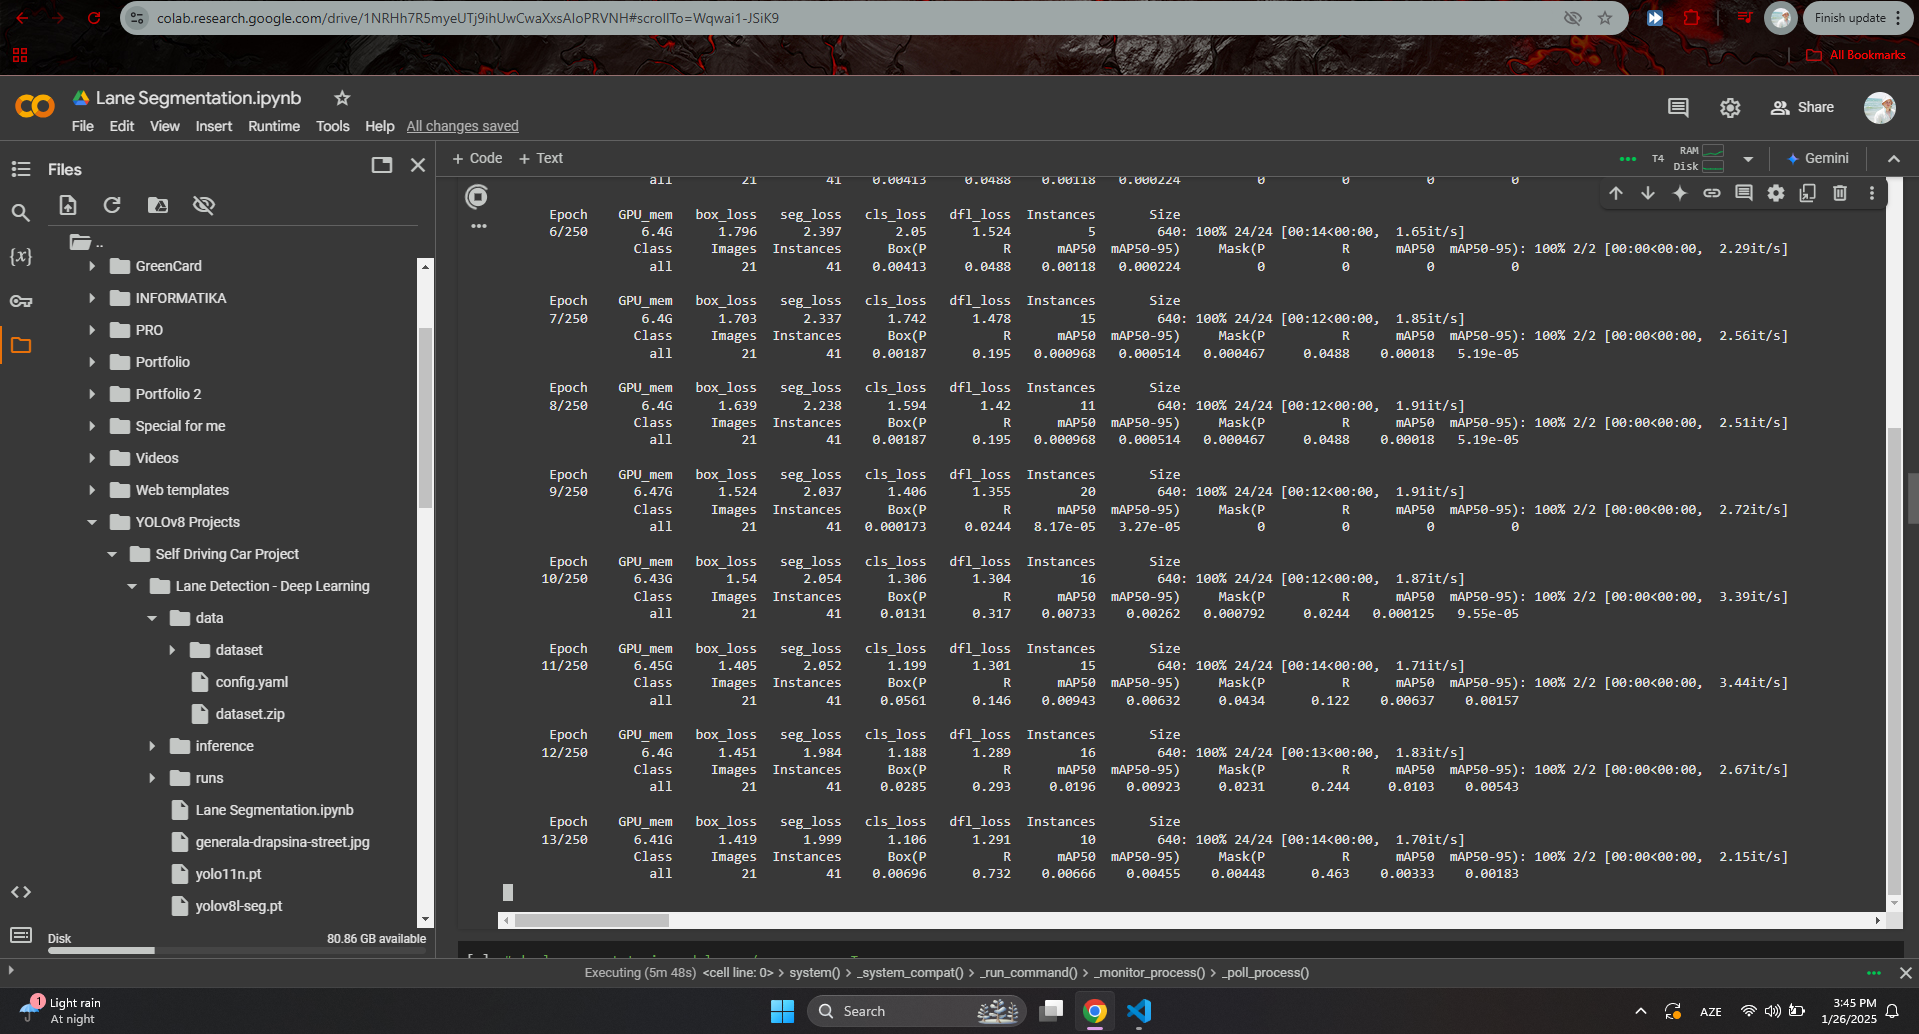 colab.research.google.com/drive/1NRHh7R5myeUTj9ihUwCwaXxsAIoPRVNH#scrollTo=Wqwai1-JSiK9
Finish update
All Bookmarks
Lane Segmentation.ipynb
File Edit View Insert Runtime Tools Help All changes saved
Share
Files
+ Code + Text
T4 RAM Disk
Gemini
..
GreenCard
INFORMATIKA
PRO
Portfolio
Portfolio 2
Special for me
Videos
Web templates
YOLOv8 Projects
Self Driving Car Project
Lane Detection - Deep Learning
data
dataset
config.yaml
dataset.zip
inference
runs
Lane Segmentation.ipynb
generala-drapsina-street.jpg
yolo11n.pt
yolov8l-seg.pt
Disk 80.86 GB available
all 21 41 0.00413 0.0488 0.00118 0.000224 0 0 0 0
Epoch GPU_mem box_loss seg_loss cls_loss dfl_loss Instances Size
6/250 6.4G 1.796 2.397 2.05 1.524 5 640: 100% 24/24 [00:14<00:00, 1.65it/s]
Class Images Instances Box(P R mAP50 mAP50-95) Mask(P R mAP50 mAP50-95): 100% 2/2 [00:00<00:00, 2.29it/s]
all 21 41 0.00413 0.0488 0.00118 0.000224 0 0 0 0
Epoch GPU_mem box_loss seg_loss cls_loss dfl_loss Instances Size
7/250 6.4G 1.703 2.337 1.742 1.478 15 640: 100% 24/24 [00:12<00:00, 1.85it/s]
Class Images Instances Box(P R mAP50 mAP50-95) Mask(P R mAP50 mAP50-95): 100% 2/2 [00:00<00:00, 2.56it/s]
all 21 41 0.00187 0.195 0.000968 0.000514 0.000467 0.0488 0.00018 5.19e-05
Epoch GPU_mem box_loss seg_loss cls_loss dfl_loss Instances Size
8/250 6.4G 1.639 2.238 1.594 1.42 11 640: 100% 24/24 [00:12<00:00, 1.91it/s]
Class Images Instances Box(P R mAP50 mAP50-95) Mask(P R mAP50 mAP50-95): 100% 2/2 [00:00<00:00, 2.51it/s]
all 21 41 0.00187 0.195 0.000968 0.000514 0.000467 0.0488 0.00018 5.19e-05
Epoch GPU_mem box_loss seg_loss cls_loss dfl_loss Instances Size
9/250 6.47G 1.524 2.037 1.406 1.355 20 640: 100% 24/24 [00:12<00:00, 1.91it/s]
Class Images Instances Box(P R mAP50 mAP50-95) Mask(P R mAP50 mAP50-95): 100% 2/2 [00:00<00:00, 2.72it/s]
all 21 41 0.000173 0.0244 8.17e-05 3.27e-05 0 0 0 0
Epoch GPU_mem box_loss seg_loss cls_loss dfl_loss Instances Size
10/250 6.43G 1.54 2.054 1.306 1.304 16 640: 100% 24/24 [00:12<00:00, 1.87it/s]
Class Images Instances Box(P R mAP50 mAP50-95) Mask(P R mAP50 mAP50-95): 100% 2/2 [00:00<00:00, 3.39it/s]
all 21 41 0.0131 0.317 0.00733 0.00262 0.000792 0.0244 0.000125 9.55e-05
Epoch GPU_mem box_loss seg_loss cls_loss dfl_loss Instances Size
11/250 6.45G 1.405 2.052 1.199 1.301 15 640: 100% 24/24 [00:14<00:00, 1.71it/s]
Class Images Instances Box(P R mAP50 mAP50-95) Mask(P R mAP50 mAP50-95): 100% 2/2 [00:00<00:00, 3.44it/s]
all 21 41 0.0561 0.146 0.00943 0.00632 0.0434 0.122 0.00637 0.00157
Epoch GPU_mem box_loss seg_loss cls_loss dfl_loss Instances Size
12/250 6.4G 1.451 1.984 1.188 1.289 16 640: 100% 24/24 [00:13<00:00, 1.83it/s]
Class Images Instances Box(P R mAP50 mAP50-95) Mask(P R mAP50 mAP50-95): 100% 2/2 [00:00<00:00, 2.67it/s]
all 21 41 0.0285 0.293 0.0196 0.00923 0.0231 0.244 0.0103 0.00543
Epoch GPU_mem box_loss seg_loss cls_loss dfl_loss Instances Size
13/250 6.41G 1.419 1.999 1.106 1.291 10 640: 100% 24/24 [00:14<00:00, 1.70it/s]
Class Images Instances Box(P R mAP50 mAP50-95) Mask(P R mAP50 mAP50-95): 100% 2/2 [00:00<00:00, 2.15it/s]
all 21 41 0.00696 0.732 0.00666 0.00455 0.00448 0.463 0.00333 0.00183
Executing (5m 48s) <cell line: 0> > system() > _system_compat() > _run_command() > _monitor_process() > _poll_process()
1 Light rain
At night
Search
AZE
3:45 PM
1/26/2025